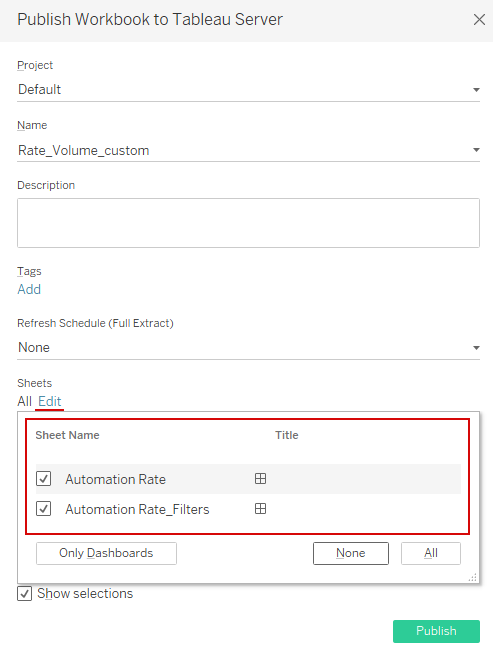 Publish Workbook to Tableau Server
Project
Default
Name
Rate_Volume_custom
Description
Tags
Add
Refresh Schedule (Full Extract)
None
Sheets
All Edit
Sheet Name Title
Automation Rate
Automation Rate_Filters
Only Dashboards None All
Show selections
Publish